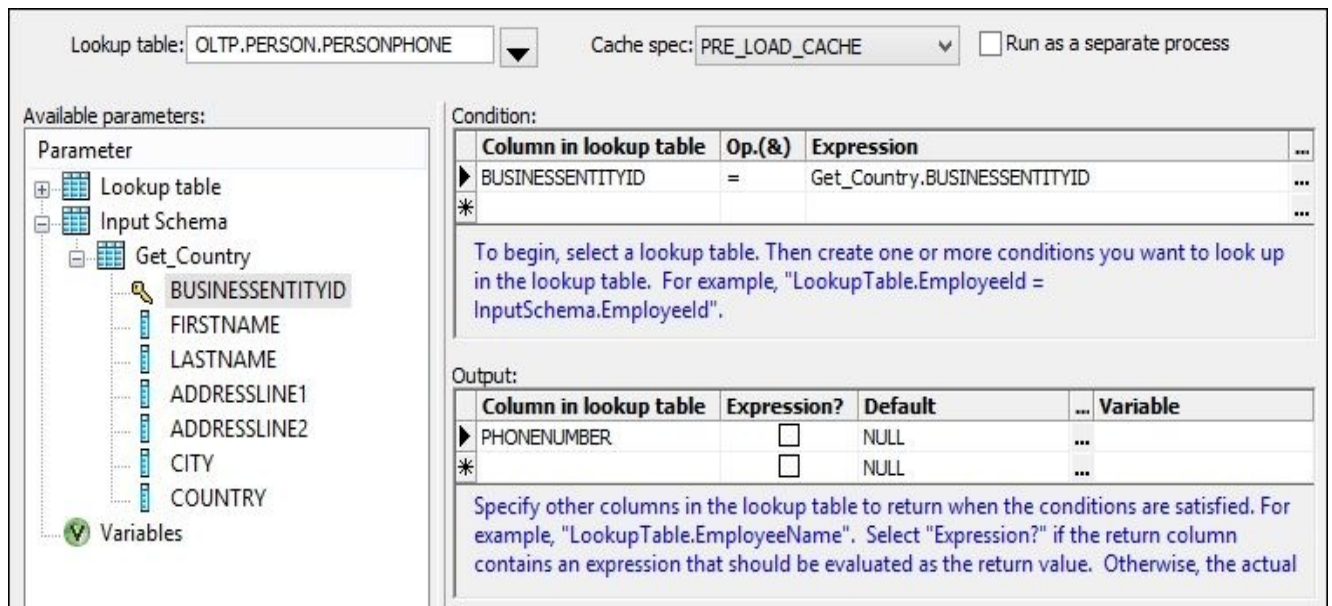 Lookup table: OLTP.PERSON.PERSONPHONE Cache spec: PRE_LOAD_CACHE Run as a separate process
Available parameters:
Parameter
Lookup table
Input Schema
Get_Country
BUSINESSENTITYID
FIRSTNAME
LASTNAME
ADDRESSLINE1
ADDRESSLINE2
CITY
COUNTRY
V Variables
Condition:
Column in lookup table Op.(&) Expression ...
BUSINESSENTITYID = Get_Country.BUSINESSENTITYID ...
* ...
To begin, select a lookup table. Then create one or more conditions you want to look up
in the lookup table. For example, "LookupTable.EmployeeId =
InputSchema.EmployeeId".
Output:
Column in lookup table Expression? Default ... Variable
PHONENUMBER NULL ...
* NULL ...
Specify other columns in the lookup table to return when the conditions are satisfied. For
example, "LookupTable.EmployeeName". Select "Expression?" if the return column
contains an expression that should be evaluated as the return value. Otherwise, the actual